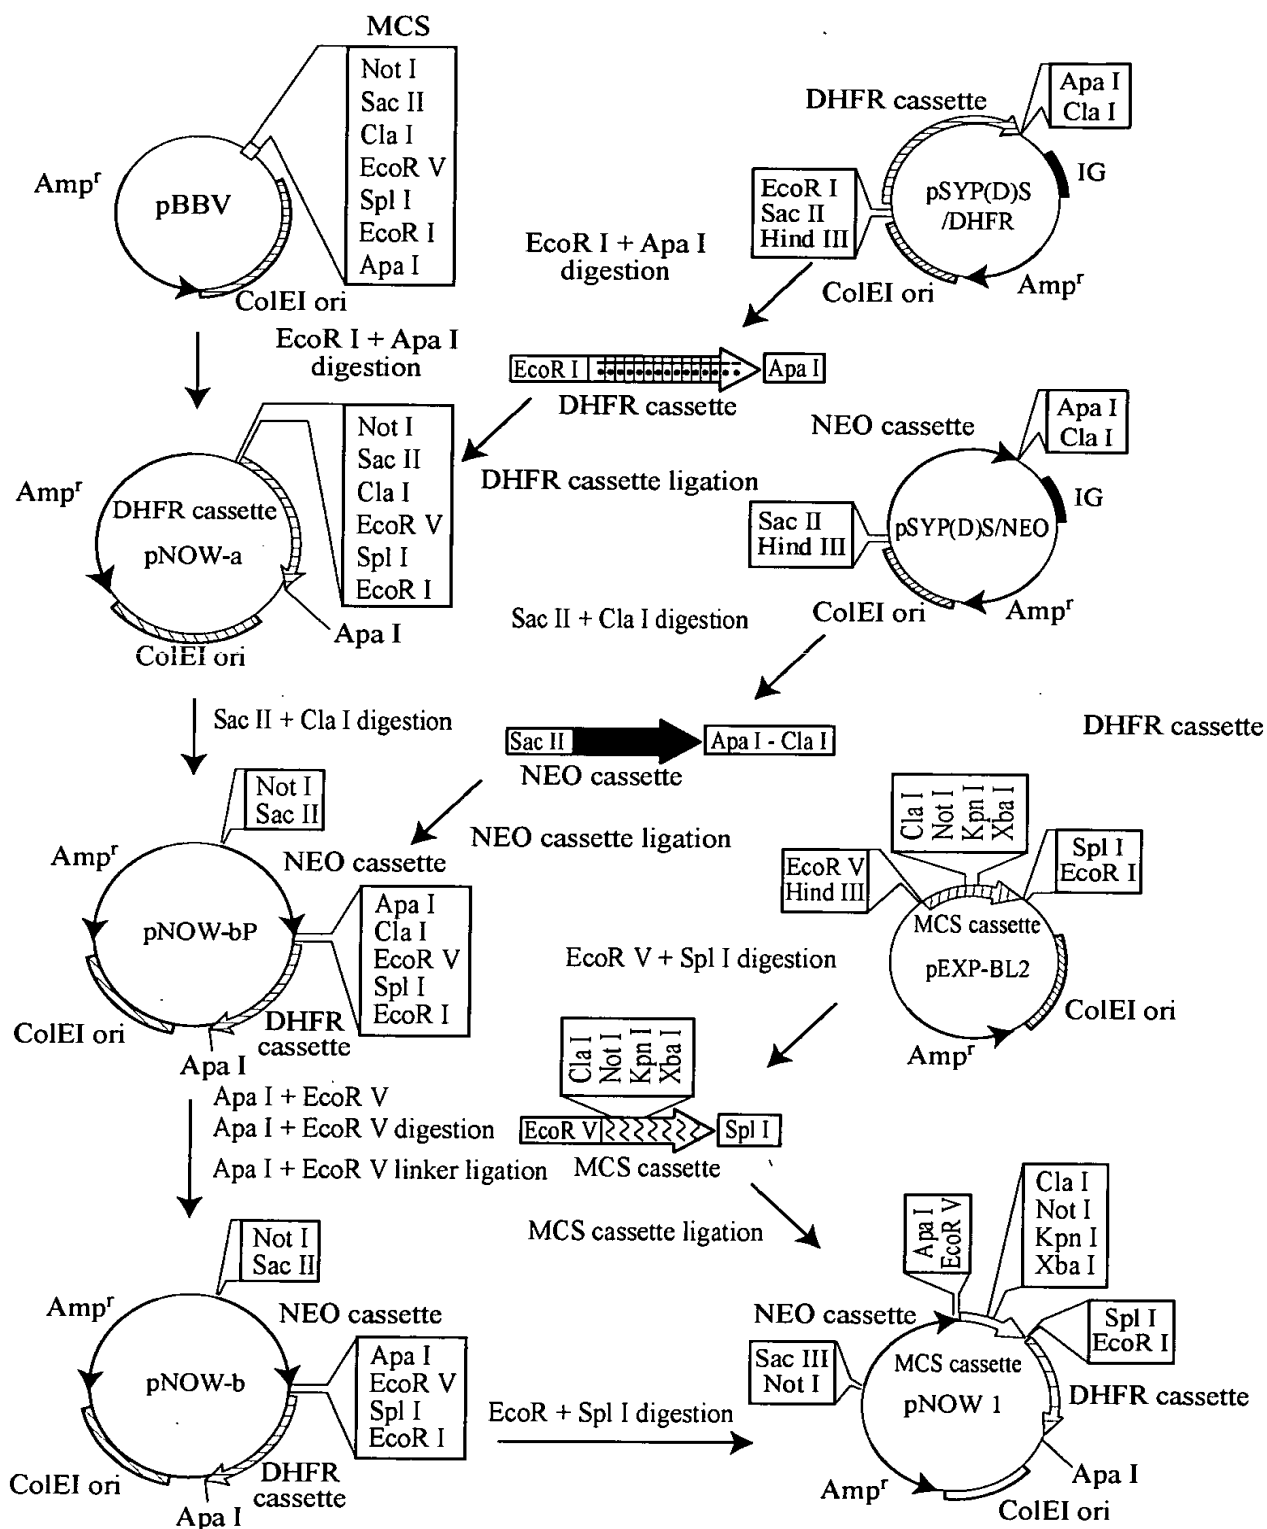 MCS
Not I
Sac II
Cla I
EcoR V
Spl I
EcoR I
Apa I
Ampʳ
pBBV
ColEI ori
DHFR cassette
Apa I
Cla I
IG
EcoR I
Sac II
Hind III
pSYP(D)S
/DHFR
ColEI ori
Ampʳ
EcoR I + Apa I
digestion
EcoR I + Apa I
digestion
EcoR I
Apa I
DHFR cassette
DHFR cassette ligation
Not I
Sac II
Cla I
EcoR V
Spl I
EcoR I
Ampʳ
DHFR cassette
pNOW-a
Apa I
ColEI ori
NEO cassette
Apa I
Cla I
IG
Sac II
Hind III
pSYP(D)S/NEO
ColEI ori
Ampʳ
Sac II + Cla I digestion
Sac II + Cla I digestion
Sac II
Apa I - Cla I
NEO cassette
DHFR cassette
NEO cassette ligation
Not I
Sac II
Ampʳ
NEO cassette
pNOW-bP
Apa I
Cla I
EcoR V
Spl I
EcoR I
ColEI ori
DHFR
cassette
Apa I
Cla I
Not I
Kpn I
Xba I
EcoR V
Hind III
Spl I
EcoR I
MCS cassette
pEXP-BL2
ColEI ori
Ampʳ
EcoR V + Spl I digestion
Apa I + EcoR V
Apa I + EcoR V digestion
Apa I + EcoR V linker ligation
Cla I
Not I
Kpn I
Xba I
EcoR V
Spl I
MCS cassette
MCS cassette ligation
Not I
Sac II
Ampʳ
NEO cassette
pNOW-b
Apa I
EcoR V
Spl I
EcoR I
ColEI ori
DHFR
cassette
Apa I
EcoR + Spl I digestion
Apa I
EcoR V
Cla I
Not I
Kpn I
Xba I
NEO cassette
Spl I
EcoR I
Sac III
Not I
MCS cassette
pNOW 1
DHFR cassette
Apa I
Ampʳ
ColEI ori